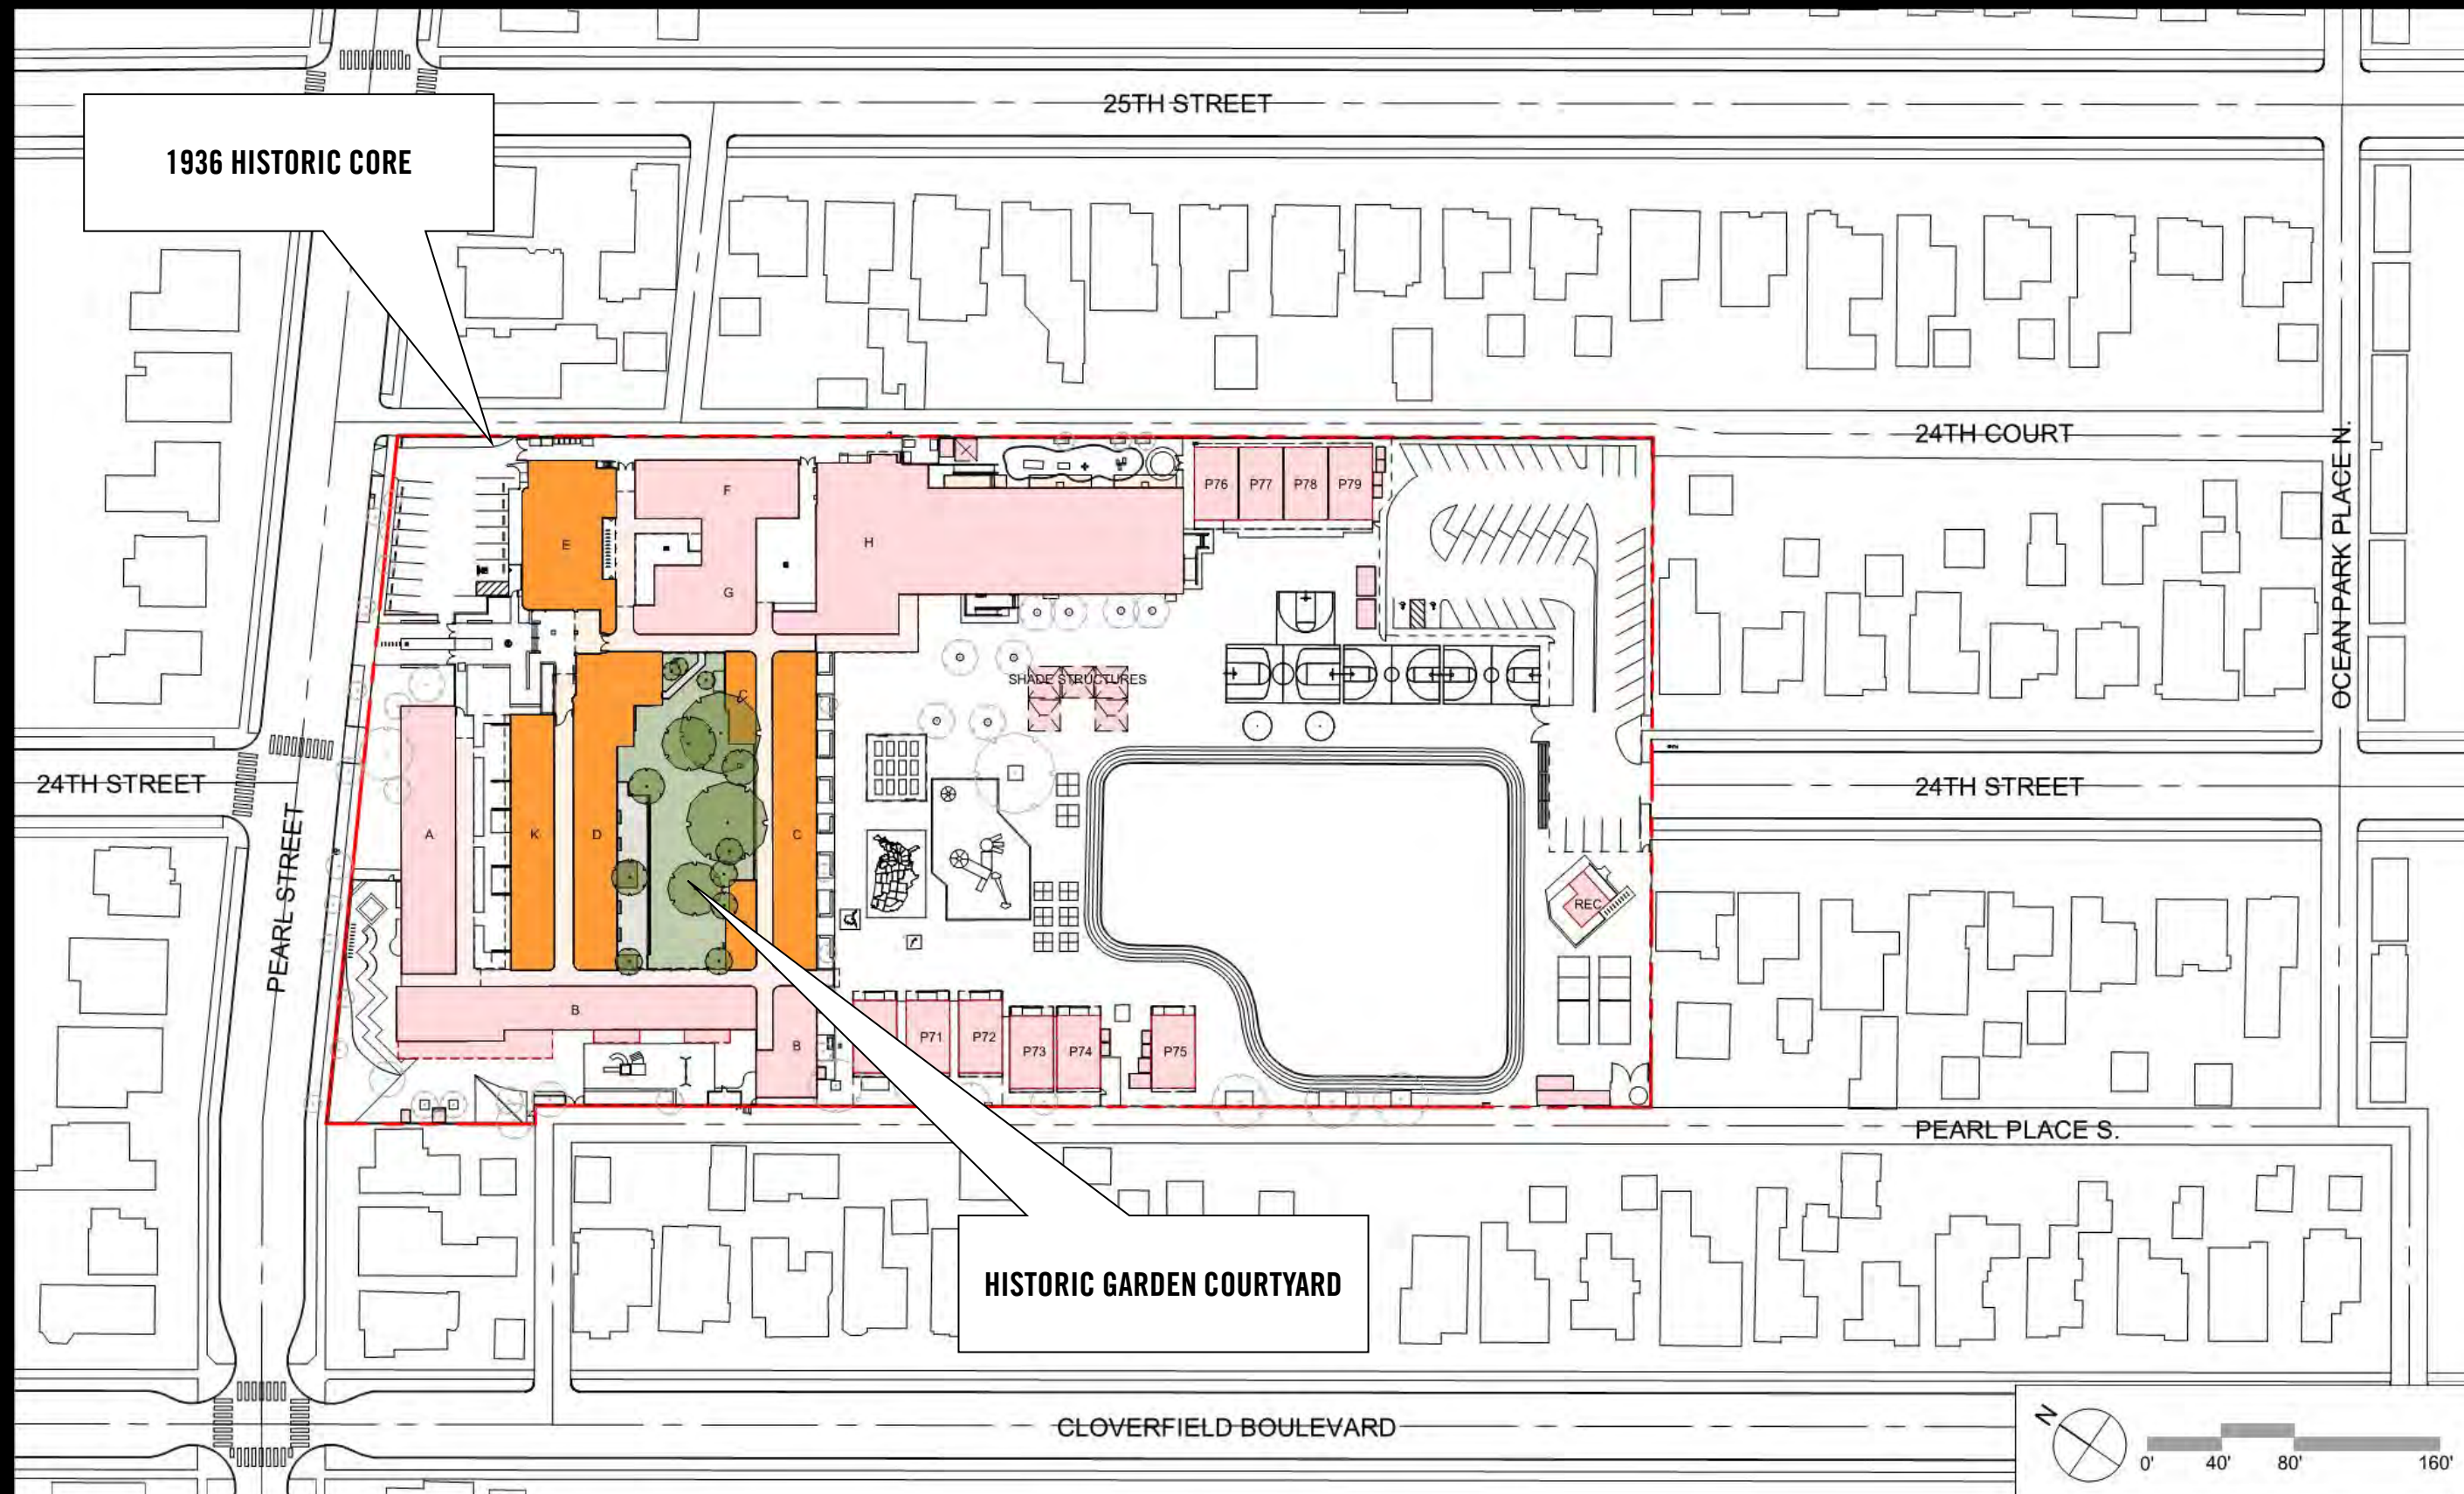 25TH STREET
1936 HISTORIC CORE
24TH COURT
OCEAN PARK PLACE N.
F
P76
P77
P78
P79
E
H
G
SHADE STRUCTURES
C
24TH STREET
24TH STREET
PEARL STREET
A
K
D
C
REC
B
B
P71
P72
P73
P74
P75
PEARL PLACE S.
HISTORIC GARDEN COURTYARD
CLOVERFIELD BOULEVARD
N
0'
40'
80'
160'